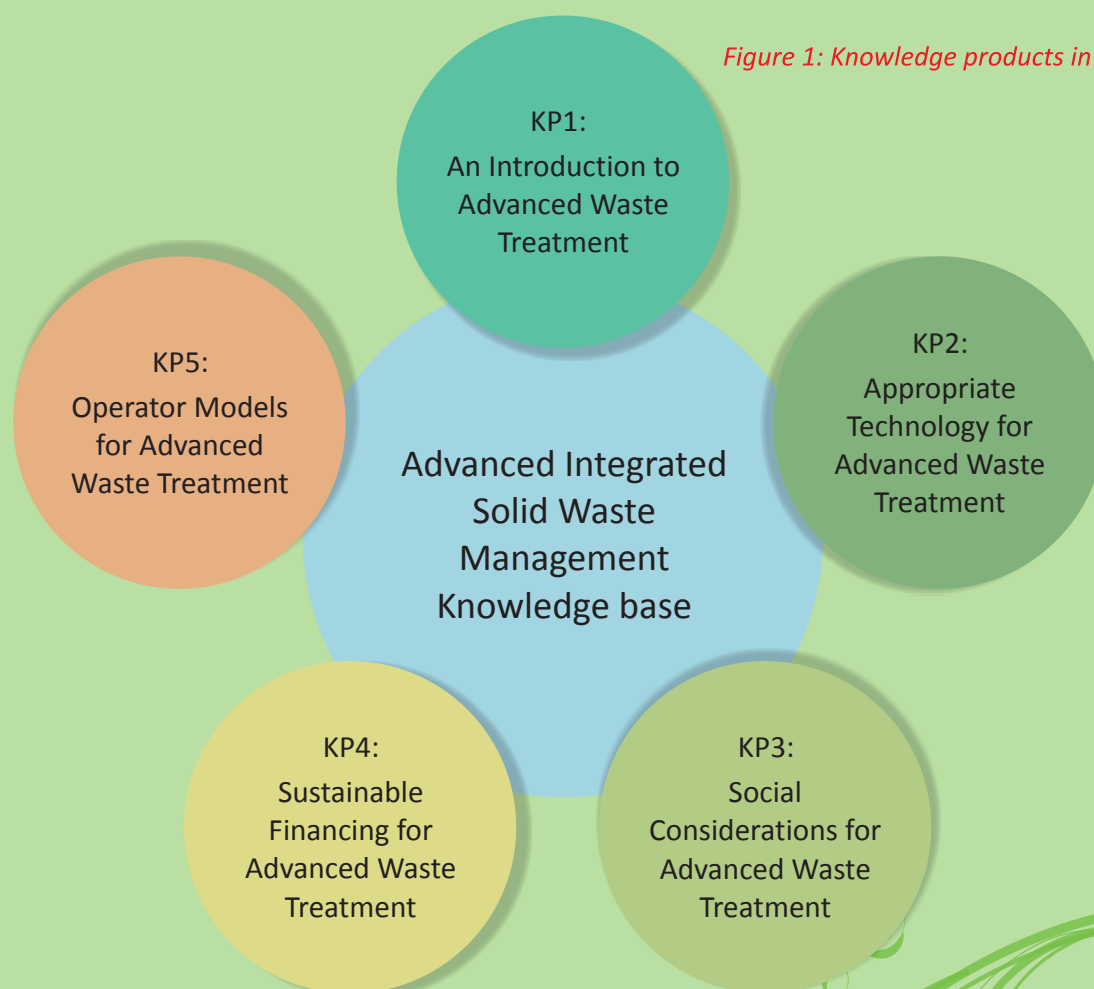 Figure 1: Knowledge products in
KP1:
An Introduction to
Advanced Waste
Treatment
KP2:
Appropriate
Technology for
Advanced Waste
Treatment
KP3:
Social
Considerations for
Advanced Waste
Treatment
KP4:
Sustainable
Financing for
Advanced Waste
Treatment
KP5:
Operator Models
for Advanced
Waste Treatment
Advanced Integrated
Solid Waste
Management
Knowledge base